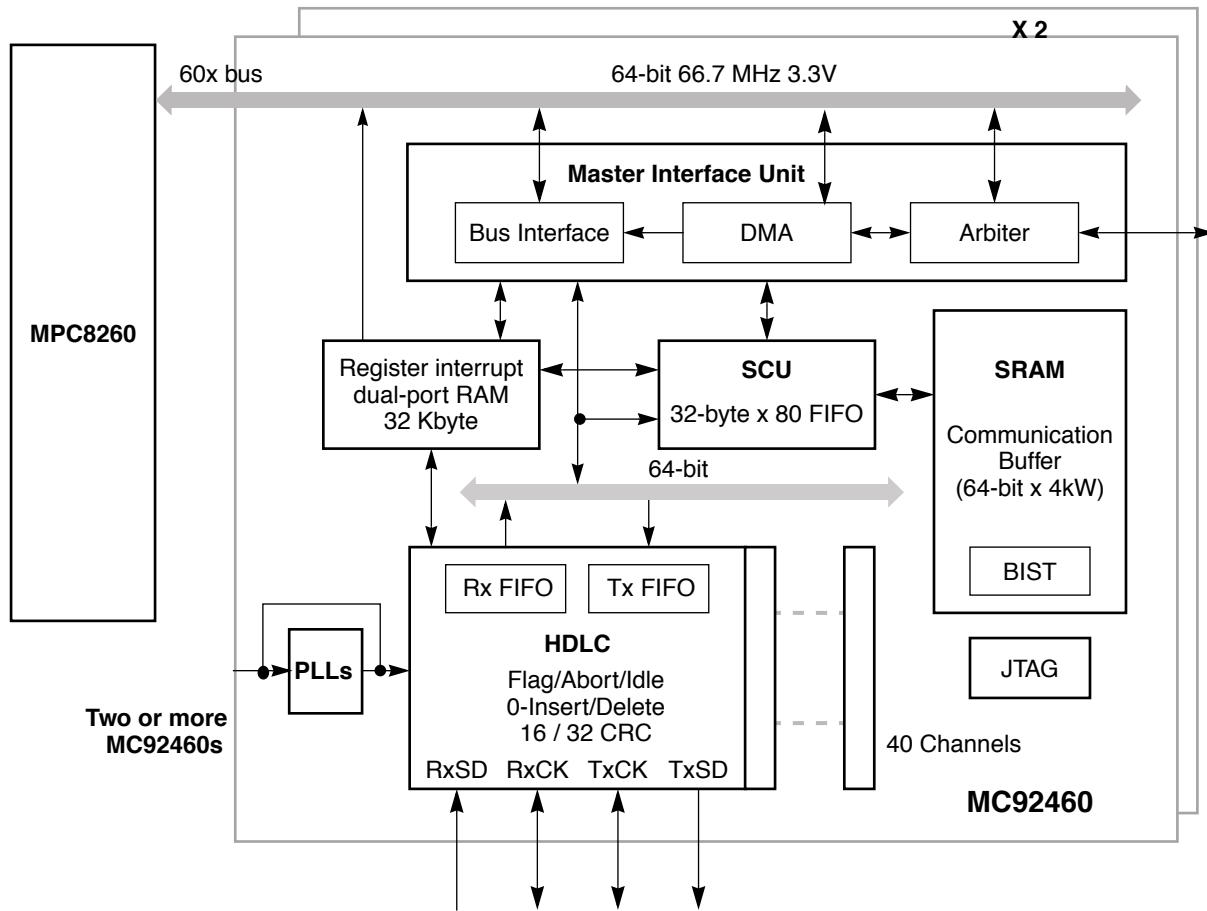 X 2
60x bus
64-bit 66.7 MHz 3.3V
Master Interface Unit
Bus Interface
DMA
Arbiter
MPC8260
Register interrupt
dual-port RAM
32 Kbyte
SCU
32-byte x 80 FIFO
SRAM
Communication
Buffer
(64-bit x 4kW)
BIST
64-bit
Rx FIFO
Tx FIFO
HDLC
Flag/Abort/Idle
0-Insert/Delete
16 / 32 CRC
RxSD RxCK TxCK TxSD
PLLs
Two or more
MC92460s
JTAG
40 Channels
MC92460